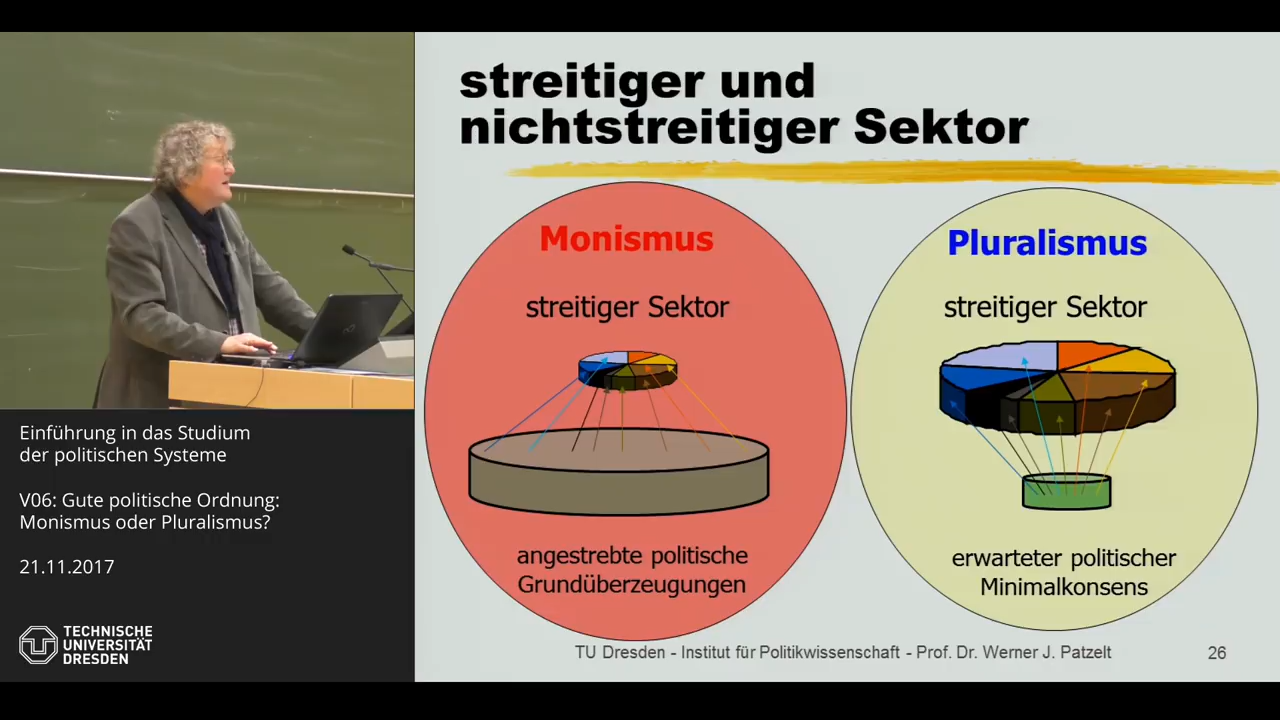 streitiger und
nichtstreitiger Sektor
Monismus
streitiger Sektor
angestrebte politische
Grundüberzeugungen
Pluralismus
streitiger Sektor
erwarteter politischer
Minimalkonsens
TU Dresden - Institut für Politikwissenschaft - Prof. Dr. Werner J. Patzelt
26
Einführung in das Studium
der politischen Systeme
V06: Gute politische Ordnung:
Monismus oder Pluralismus?
21.11.2017
TECHNISCHE
UNIVERSITÄT
DRESDEN